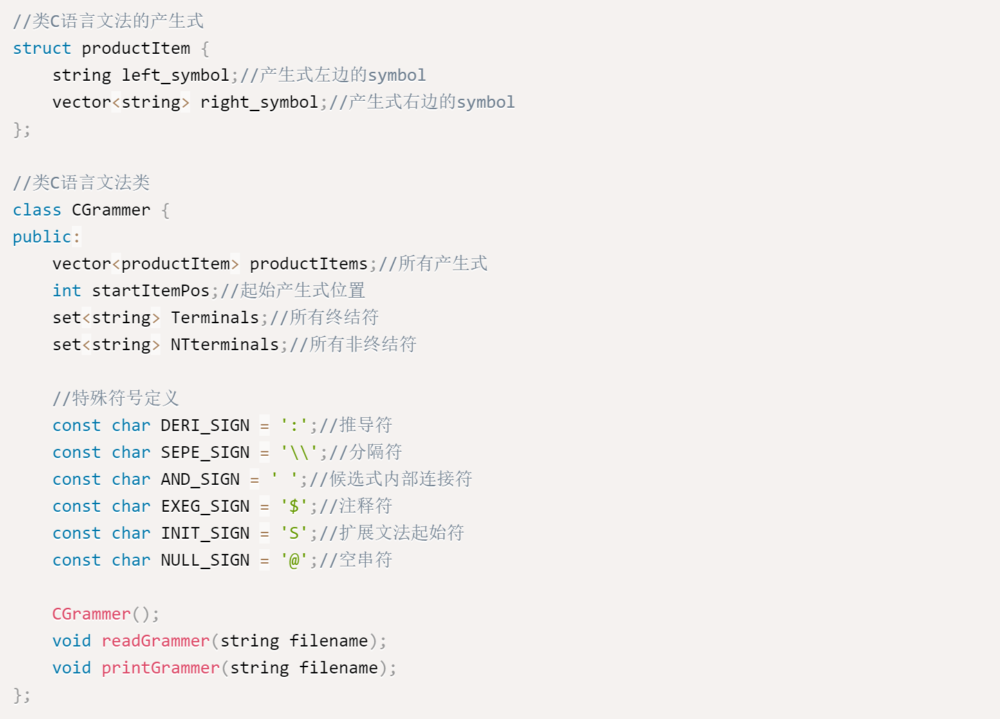 //类C语言文法的产生式
struct productItem {
    string left_symbol;//产生式左边的symbol
    vector<string> right_symbol;//产生式右边的symbol
};

//类C语言文法类
class CGrammer {
public:
    vector<productItem> productItems;//所有产生式
    int startItemPos;//起始产生式位置
    set<string> Terminals;//所有终结符
    set<string> NTterminals;//所有非终结符

    //特殊符号定义
    const char DERI_SIGN = ':';//推导符
    const char SEPE_SIGN = '\\';//分隔符
    const char AND_SIGN = ' ';//候选式内部连接符
    const char EXEG_SIGN = '$';//注释符
    const char INIT_SIGN = 'S';//扩展文法起始符
    const char NULL_SIGN = '@';//空串符

    CGrammer();
    void readGrammer(string filename);
    void printGrammer(string filename);
};